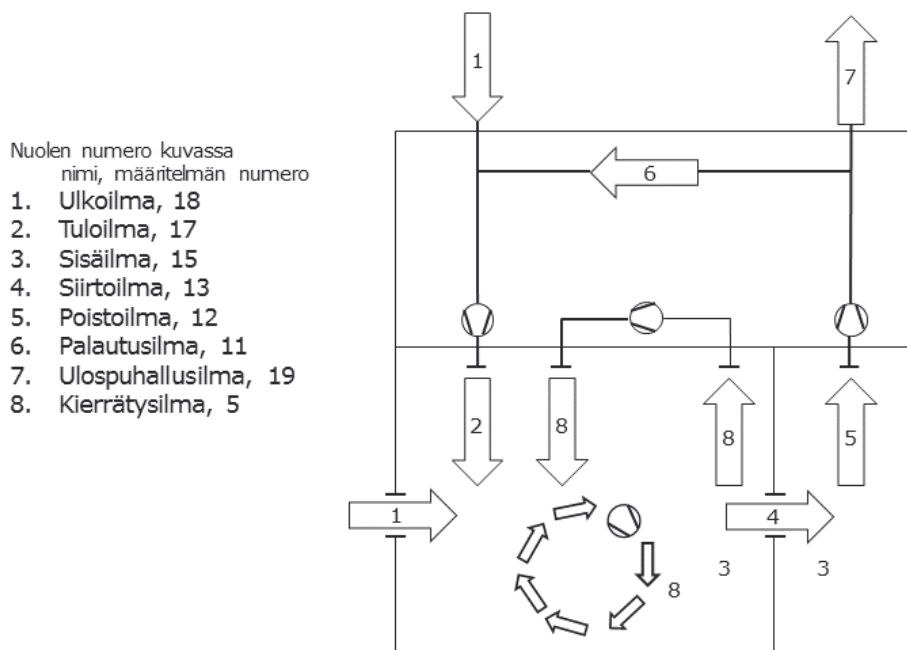 Nuolen numero kuvassa
nimi, määritelmän numero
1. Ulkoilma, 18
2. Tuloilma, 17
3. Sisäilma, 15
4. Siirtoilma, 13
5. Poistoilma, 12
6. Palautusilma, 11
7. Ulospuhallusilma, 19
8. Kierrätysilma, 5
1
7
6
2
8
8
5
1
4
3
3
8